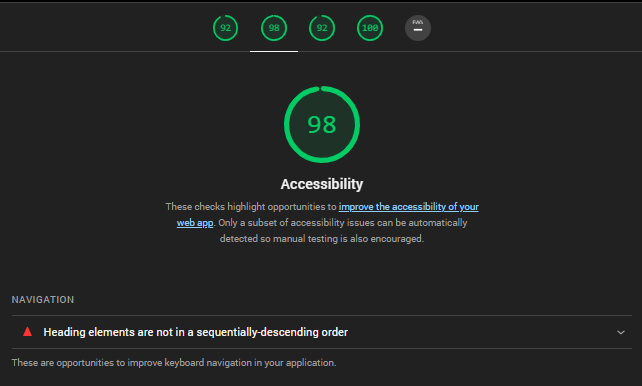 92 98 92 100 PWA
98
Accessibility
These checks highlight opportunities to improve the accessibility of your
web app. Only a subset of accessibility issues can be automatically
detected so manual testing is also encouraged.
NAVIGATION
Heading elements are not in a sequentially-descending order
These are opportunities to improve keyboard navigation in your application.